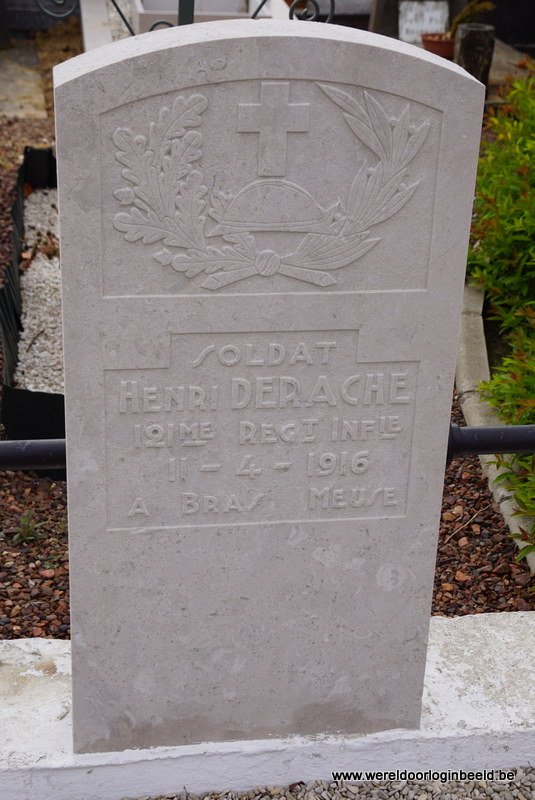 SOLDAT
HENRI DERACHE
121ME REGT INFIE
11 - 4 - 1916
A BRAS MEUSE
www.wereldoorloginbeeld.be